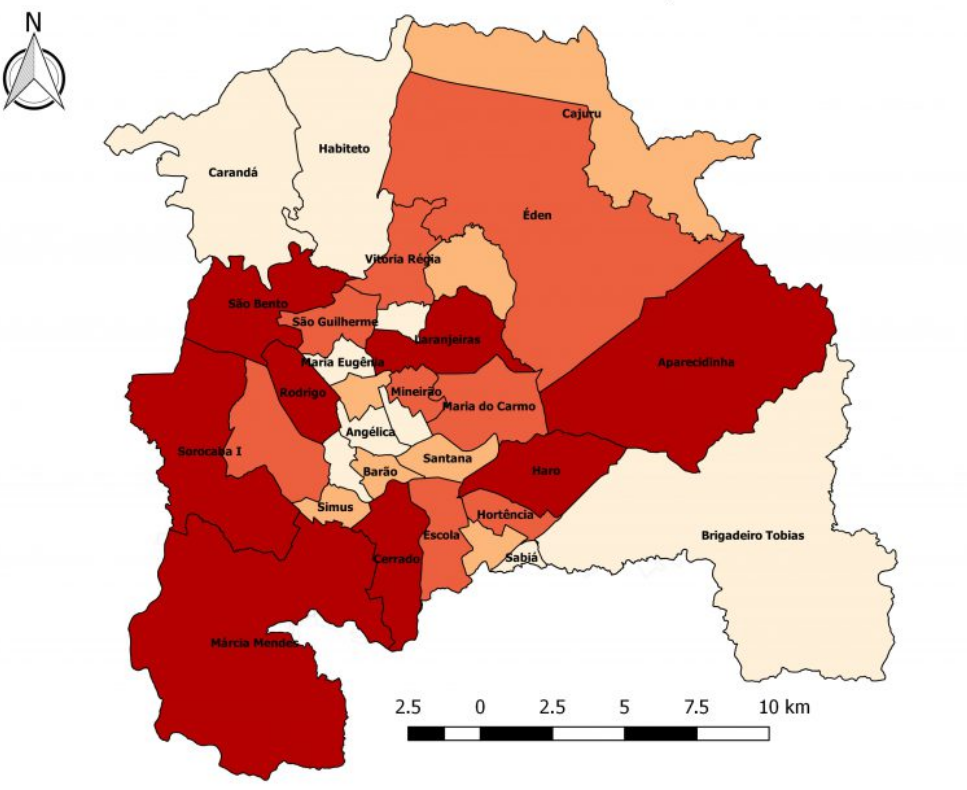 N
Cajuru
Habiteto
Carandá
Éden
Vitoria Régia
São Bento
São Guilherme
Laranjeiras
Maria Eugênia
Aparecidinha
Rodrigo
Mineirão
Maria do Carmo
Angélica
Sorocaba I
Santana
Barão
Haro
Simus
Hortência
Escola
Brigadeiro Tobias
Cerrado
Sabiá
Márcia Mendes
2.5 0 2.5 5 7.5 10 km